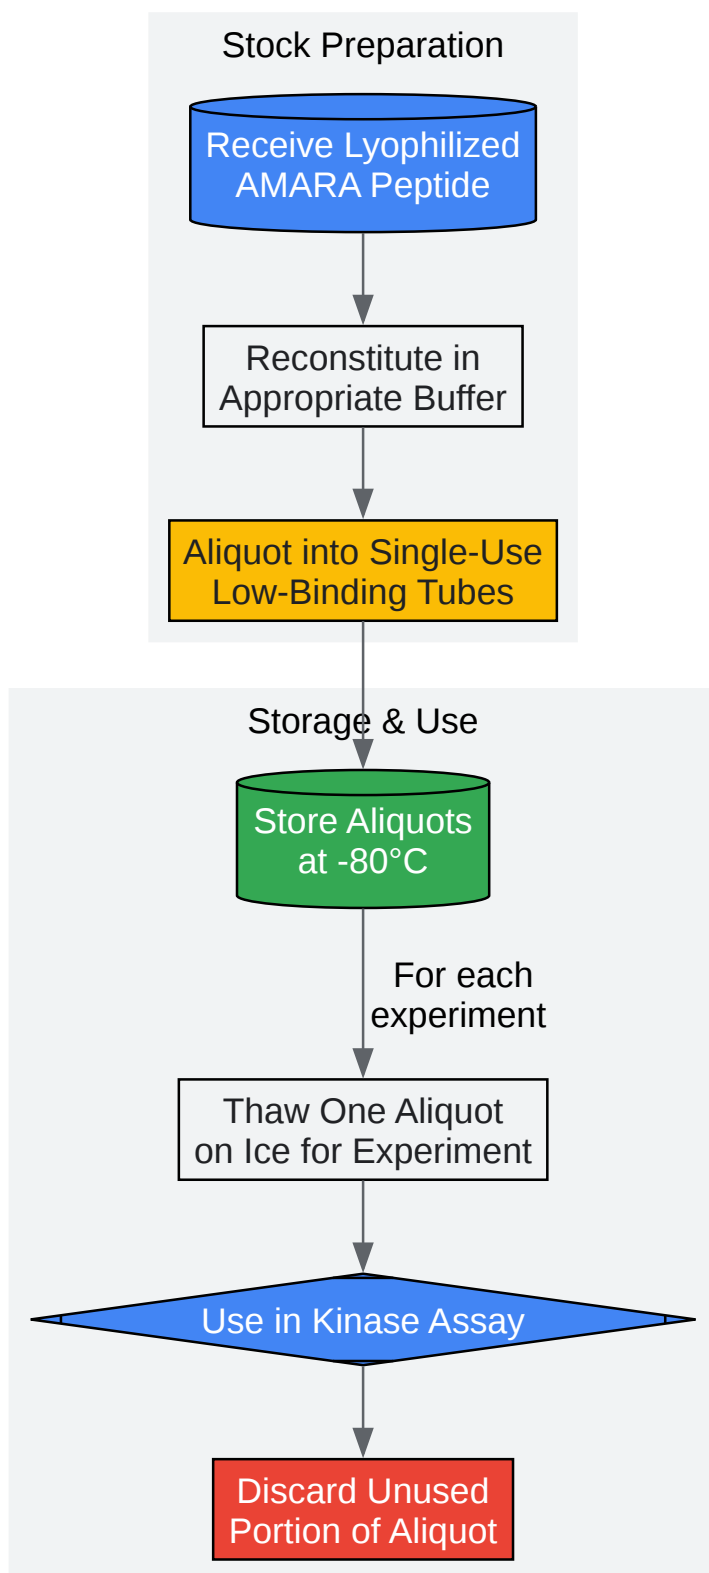 Stock Preparation
Receive Lyophilized
AMARA Peptide
Reconstitute in
Appropriate Buffer
Aliquot into Single-Use
Low-Binding Tubes
Storage & Use
Store Aliquots
at -80°C
For each
experiment
Thaw One Aliquot
on Ice for Experiment
Use in Kinase Assay
Discard Unused
Portion of Aliquot